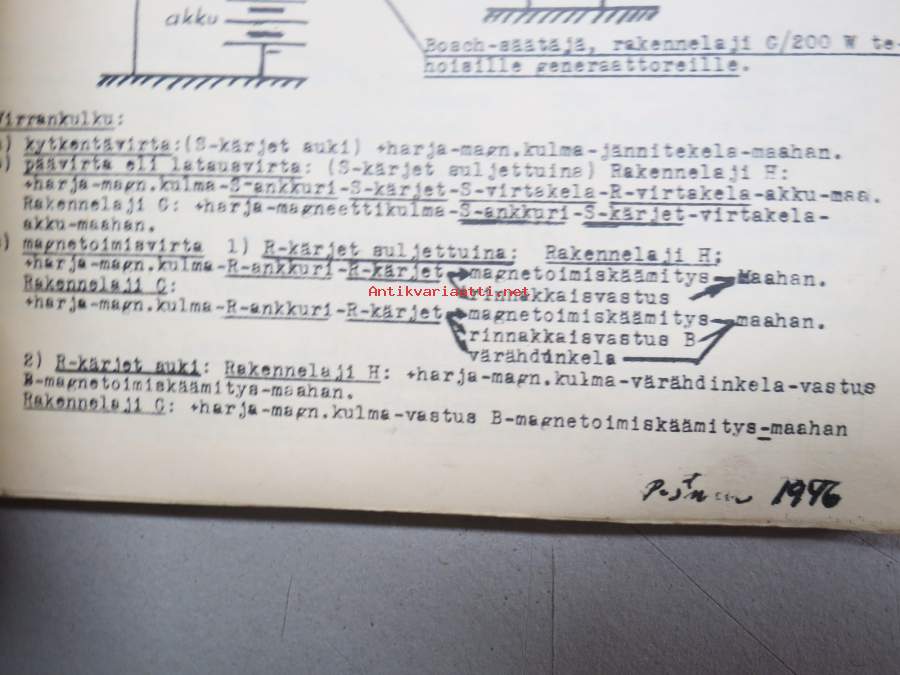 akku
Bosch-säätäjä, rakennelaji G/200 W te-
hoisille generaattoreille.
Virrankulku:
) kytkentävirta:(S-kärjet auki) +harja-magn.kulma-jännitekela-maahan.
) päävirta eli latausvirta: (S-kärjet suljettuina) Rakennelaji H:
+harja-magn.kulma-S-ankkuri-S-kärjet-S-virtakela-R-virtakela-akku-maa.
Rakennelaji G: +harja-magneettikulma-S-ankkuri-S-kärjet-virtakela-
akku-maahan.
) magnetoimisvirta 1) R-kärjet suljettuina; Rakennelaji H;
+harja-magn.kulma-R-ankkuri-R-kärjet-magnetoimiskäämitys-Maahan.
rinnakkaisvastus
Rakennelaji G:
Antikvariaatti.net
+harja-magn.kulma-R-ankkuri-R-kärjet-magnetoimiskäämitys-maahan.
rinnakkaisvastus B
värähdinkela
2) R-kärjet auki: Rakennelaji H: +harja-magn.kulma-värähdinkela-vastus
B-magnetoimiskäämitys-maahan.
Rakennelaji G: +harja-magn.kulma-vastus B-magnetoimiskäämitys-maahan
1946